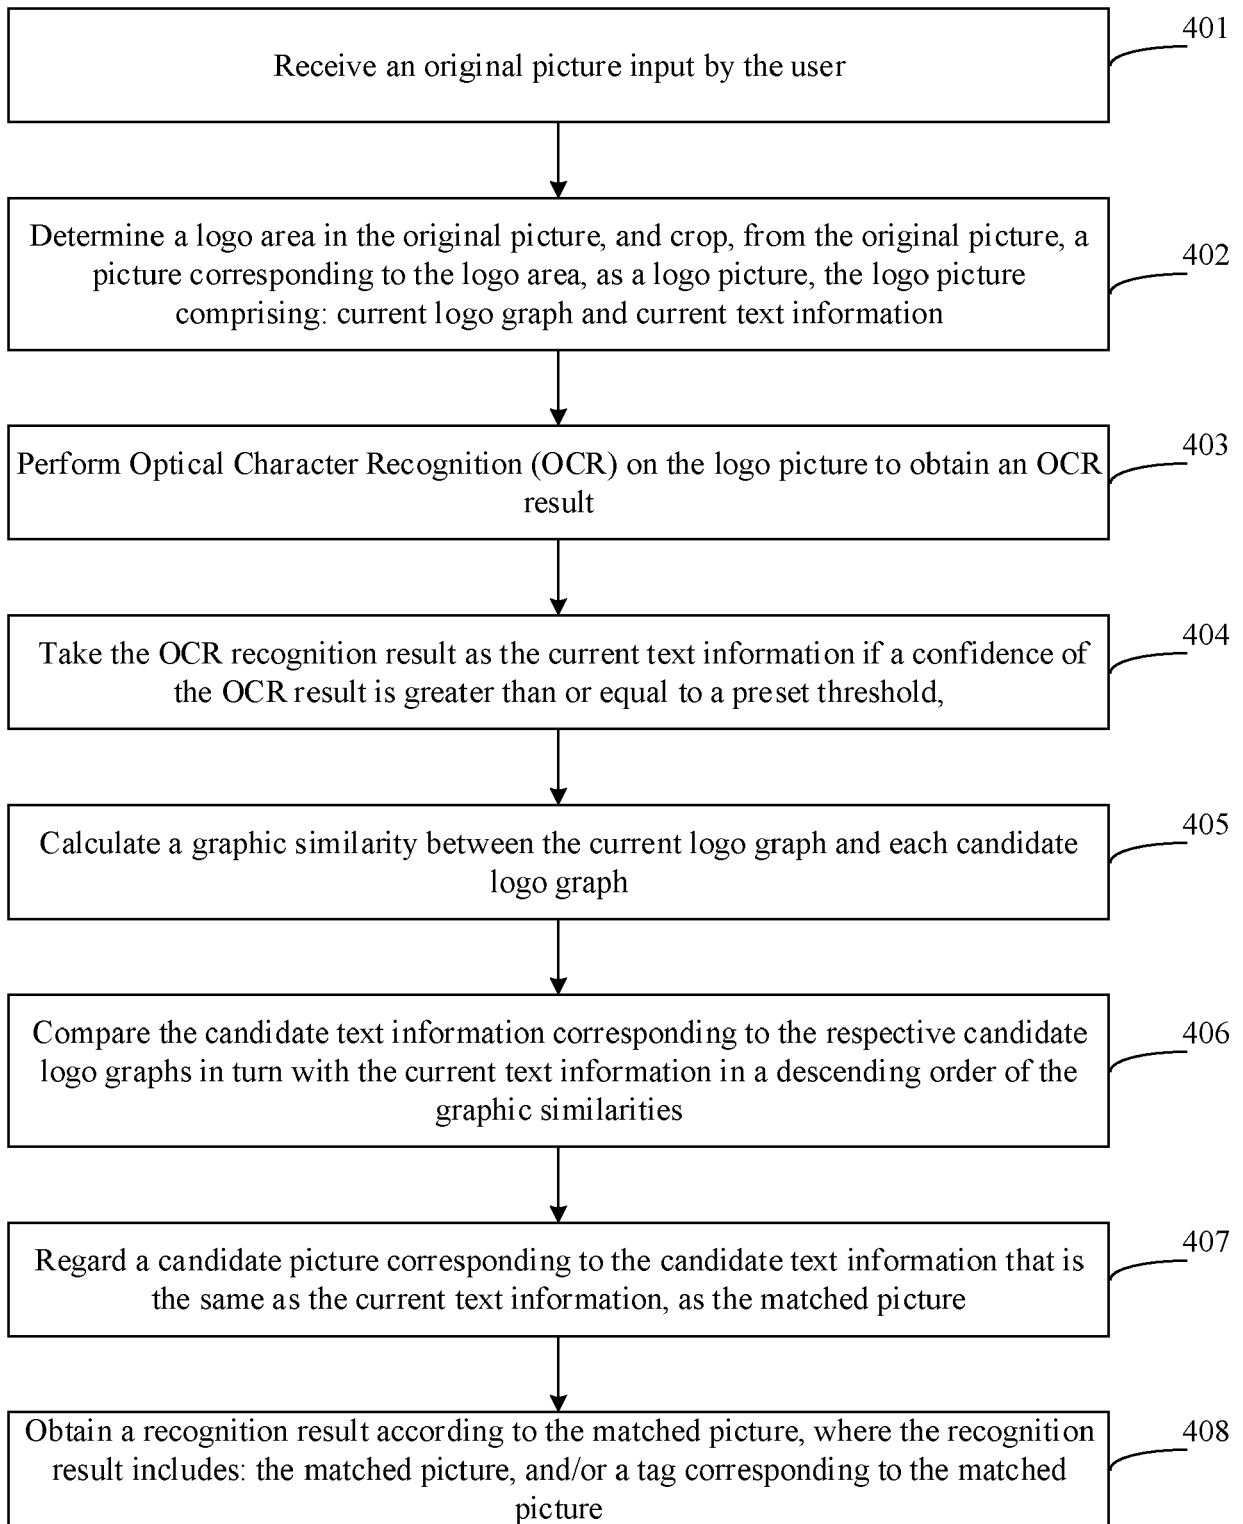 401
Receive an original picture input by the user
402
Determine a logo area in the original picture, and crop, from the original picture, a
picture corresponding to the logo area, as a logo picture, the logo picture
comprising: current logo graph and current text information
403
Perform Optical Character Recognition (OCR) on the logo picture to obtain an OCR
result
404
Take the OCR recognition result as the current text information if a confidence of
the OCR result is greater than or equal to a preset threshold,
405
Calculate a graphic similarity between the current logo graph and each candidate
logo graph
406
Compare the candidate text information corresponding to the respective candidate
logo graphs in turn with the current text information in a descending order of the
graphic similarities
407
Regard a candidate picture corresponding to the candidate text information that is
the same as the current text information, as the matched picture
408
Obtain a recognition result according to the matched picture, where the recognition
result includes: the matched picture, and/or a tag corresponding to the matched
picture